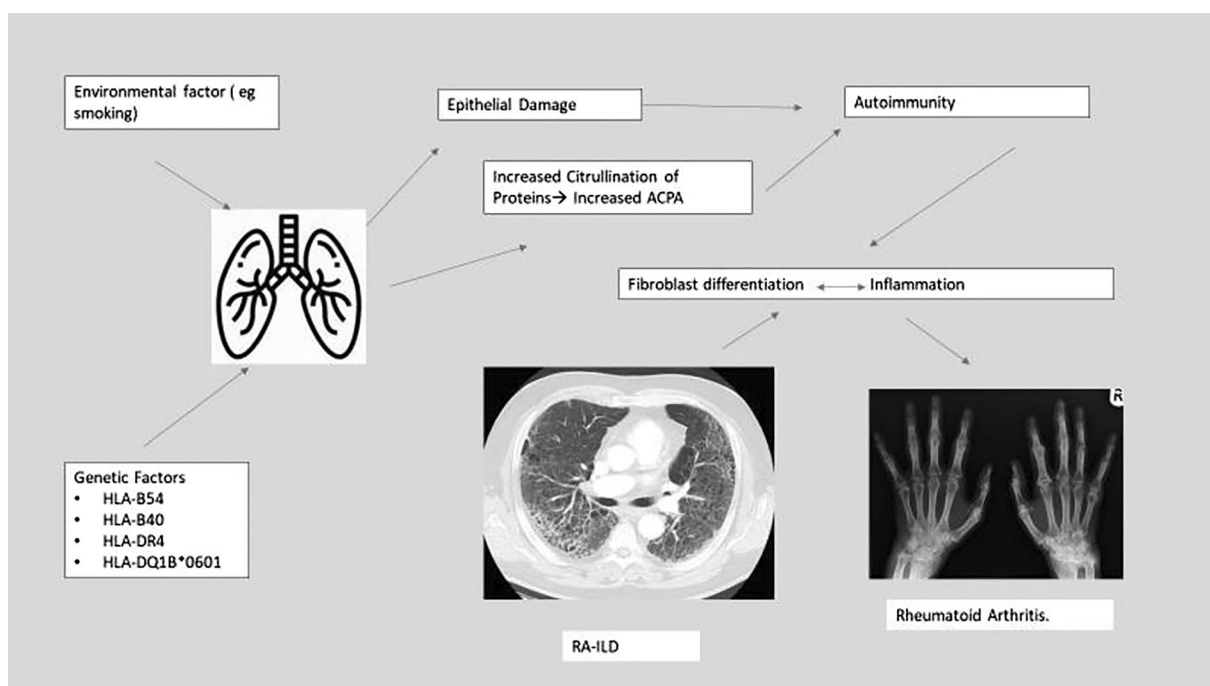 Environmental factor ( eg
smoking)
Epithelial Damage
Autoimmunity
Increased Citrullination of
Proteins→ Increased ACPA
Fibroblast differentiation
Inflammation
Genetic Factors
• HLA-B54
• HLA-B40
• HLA-DR4
• HLA-DQ1B*0601
R
RA-ILD
Rheumatoid Arthritis.